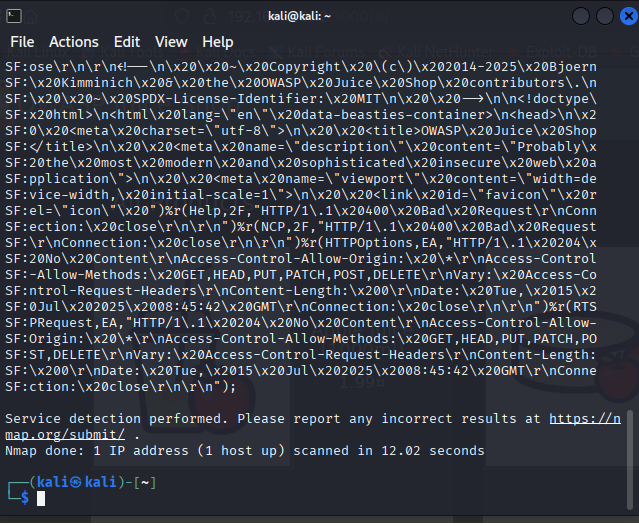 kali@kali: ~
File Actions Edit View Help
SF:ose\r\n\r\n<!--\n\x20\x20~\x20Copyright\x20\(c\)\x202014-2025\x20Bjoern
SF:\x20Kimminich\x20&\x20the\x20OWASP\x20Juice\x20Shop\x20contributors\.\n
SF:\x20\x20~\x20SPDX-License-Identifier:\x20MIT\n\x20\x20-->\n\n<!doctype\
SF:x20html>\n<html\x20lang=\"en\"\x20data-beasties-container>\n<head>\n\x2
SF:0\x20<meta\x20charset=\"utf-8\">\n\x20\x20<title>OWASP\x20Juice\x20Shop
SF:</title>\n\x20\x20<meta\x20name=\"description\"\x20content=\"Probably\x
SF:20the\x20most\x20modern\x20and\x20sophisticated\x20insecure\x20web\x20a
SF:pplication\">\n\x20\x20<meta\x20name=\"viewport\"\x20content=\"width=de
SF:vice-width,\x20initial-scale=1\">\n\x20\x20<link\x20id=\"favicon\"\x20r
SF:el=\"icon\"\x20")%r(Help,2F,"HTTP/1\.1\x20400\x20Bad\x20Request\r\nConn
SF:ection:\x20close\r\n\r\n")%r(NCP,2F,"HTTP/1\.1\x20400\x20Bad\x20Request
SF:\r\nConnection:\x20close\r\n\r\n")%r(HTTPOptions,EA,"HTTP/1\.1\x20204\x
SF:20No\x20Content\r\nAccess-Control-Allow-Origin:\x20\*\r\nAccess-Control
SF:-Allow-Methods:\x20GET,HEAD,PUT,PATCH,POST,DELETE\r\nVary:\x20Access-Co
SF:ntrol-Request-Headers\r\nContent-Length:\x200\r\nDate:\x20Tue,\x2015\x2
SF:0Jul\x202025\x2008:45:42\x20GMT\r\nConnection:\x20close\r\n\r\n")%r(RTS
SF:PRequest,EA,"HTTP/1\.1\x20204\x20No\x20Content\r\nAccess-Control-Allow-
SF:Origin:\x20\*\r\nAccess-Control-Allow-Methods:\x20GET,HEAD,PUT,PATCH,PO
SF:ST,DELETE\r\nVary:\x20Access-Control-Request-Headers\r\nContent-Length:
SF:\x200\r\nDate:\x20Tue,\x2015\x20Jul\x202025\x2008:45:42\x20GMT\r\nConne
SF:ction:\x20close\r\n\r\n");
1.99¤
Service detection performed. Please report any incorrect results at https://n
map.org/submit/ .
Nmap done: 1 IP address (1 host up) scanned in 12.02 seconds
┌──(kali㉿kali)-[~]
└─$